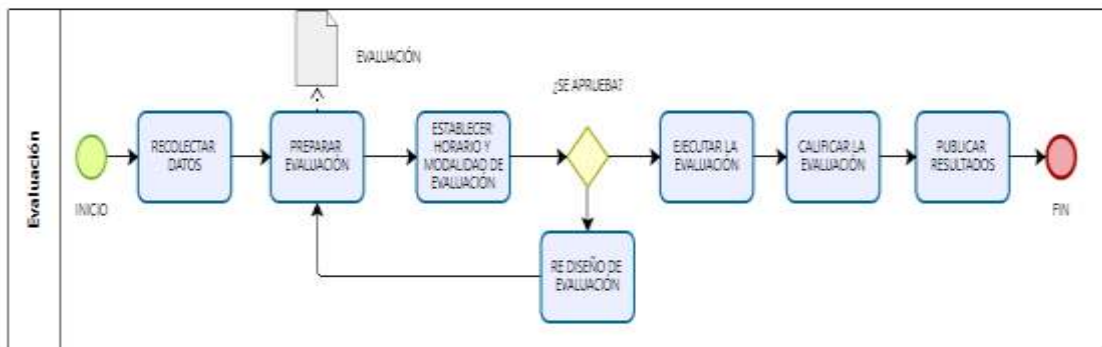 Evaluación
INICIO
RECOLECTAR
DATOS
EVALUACIÓN
PREPARAR
EVALUACIÓN
ESTABLECER
HORARIO Y
MODALIDAD DE
EVALUACIÓN
¿SE APRUEBA?
RE DISEÑO DE
EVALUACIÓN
EJECUTAR LA
EVALUACIÓN
CALIFICAR LA
EVALUACIÓN
PUBLICAR
RESULTADOS
FIN